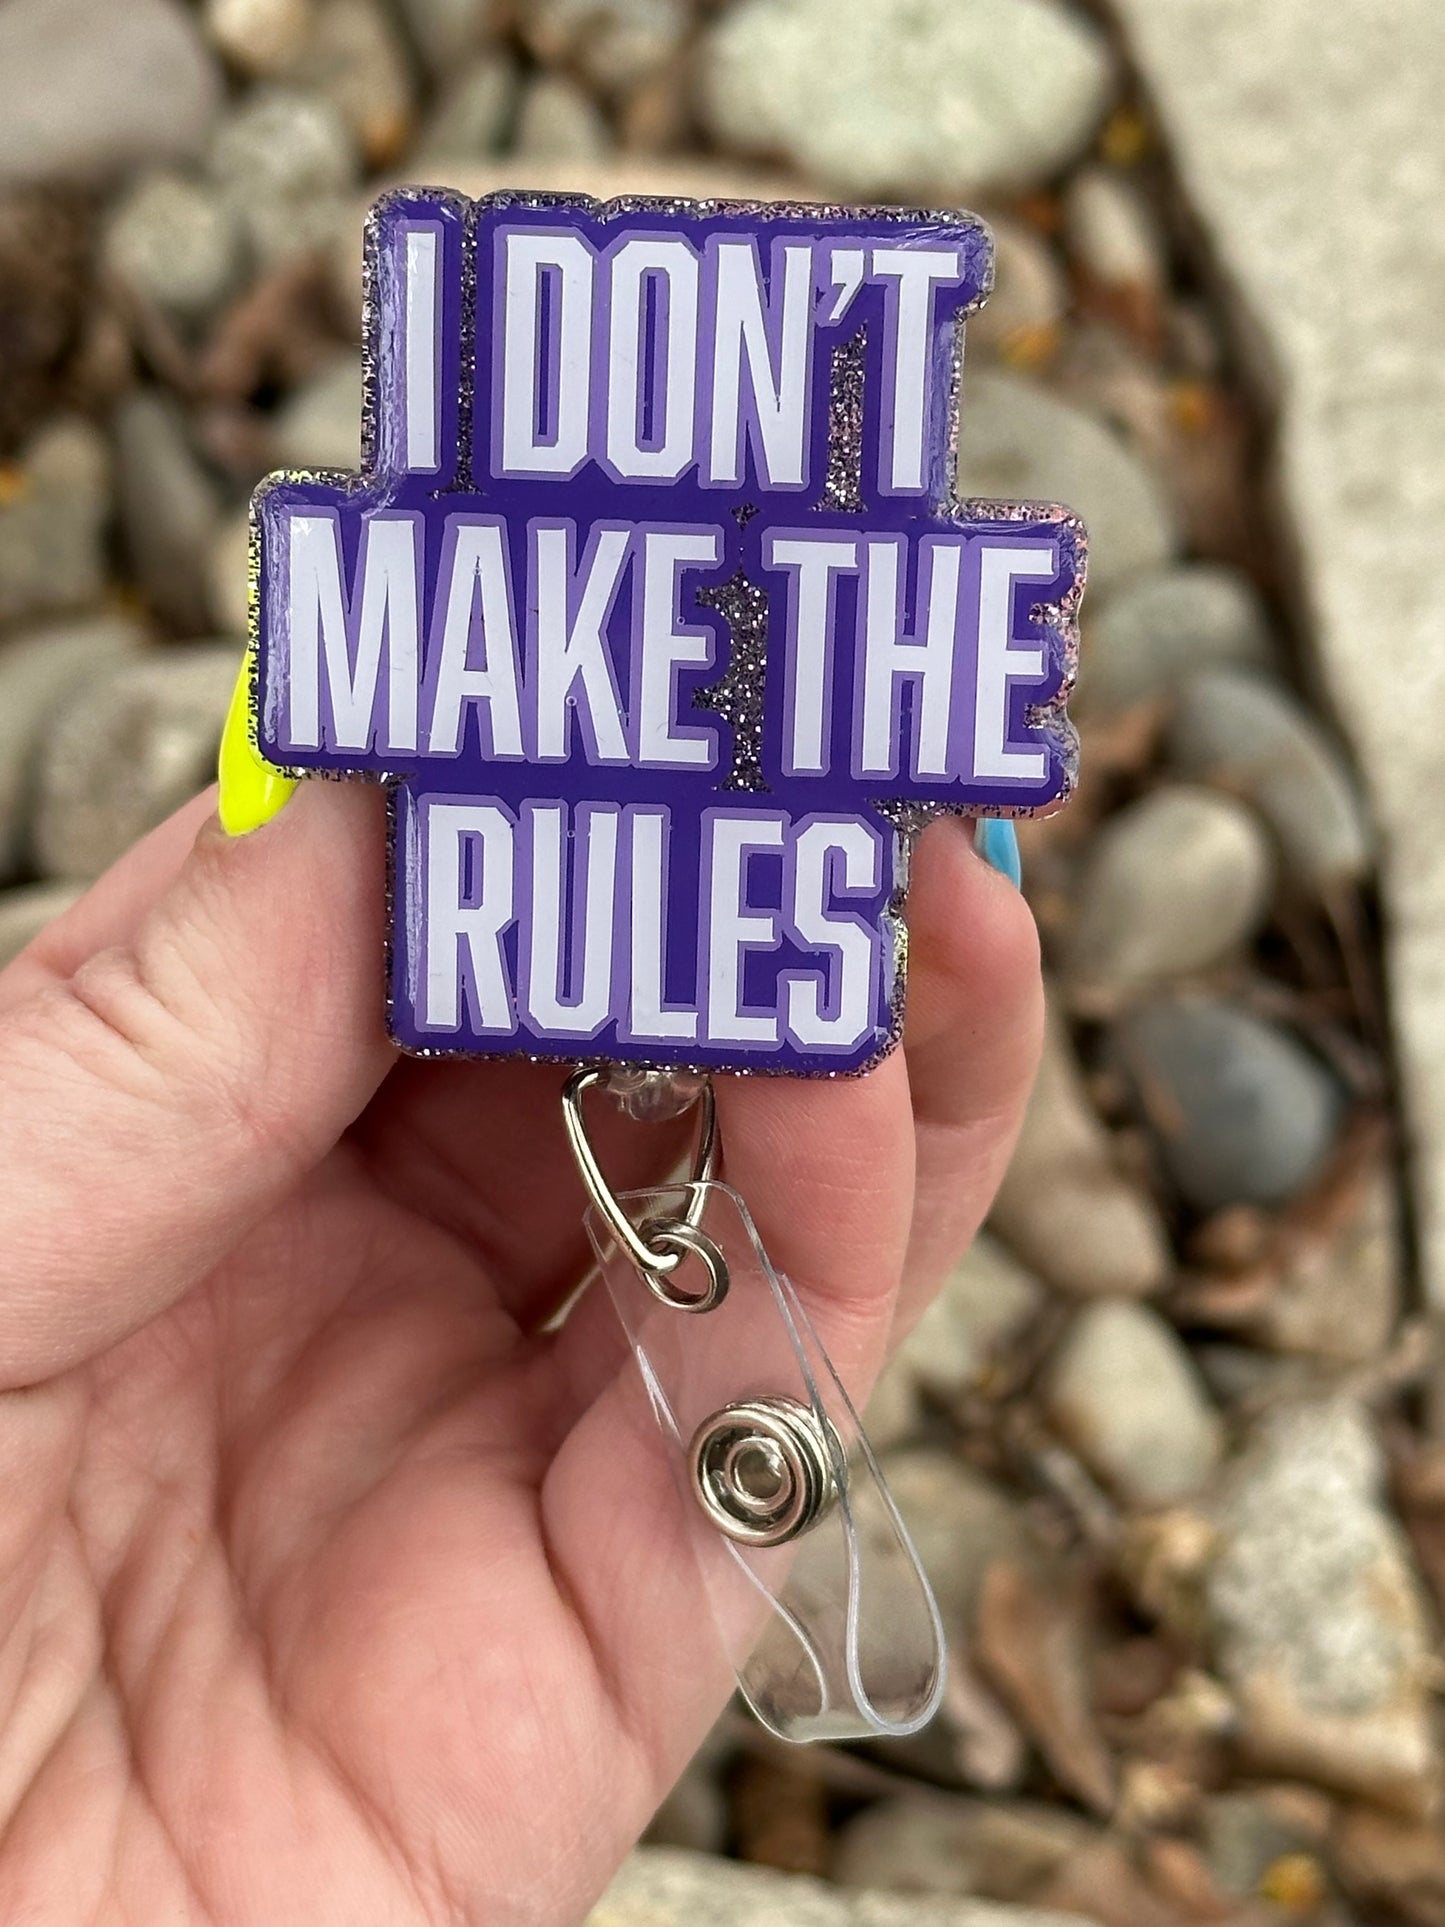 I DON'T
MAKE THE
RULES